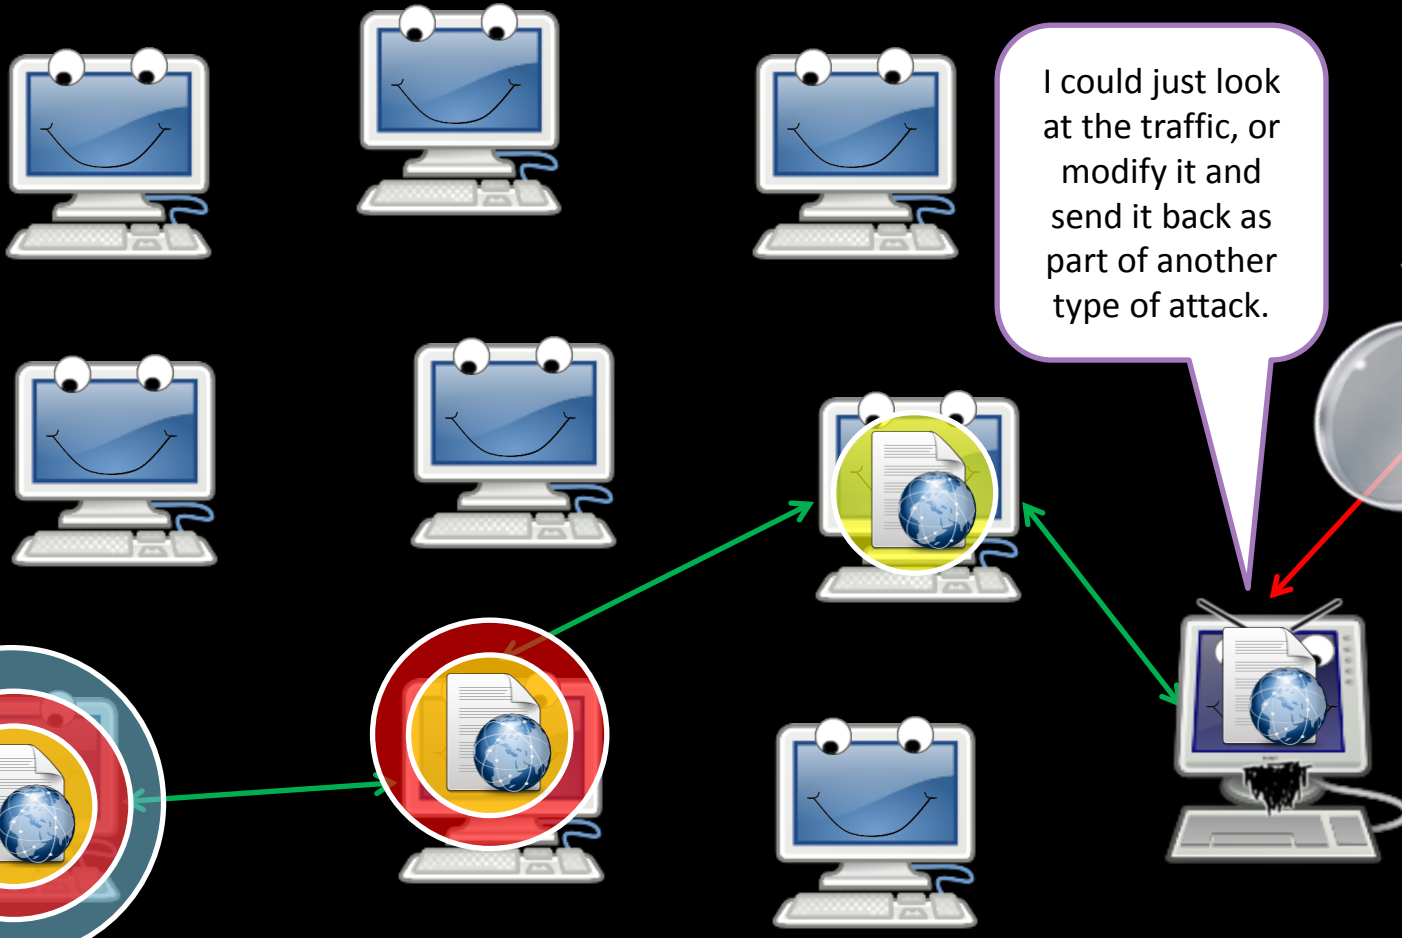 I could just look
at the traffic, or
modify it and
send it back as
part of another
type of attack.